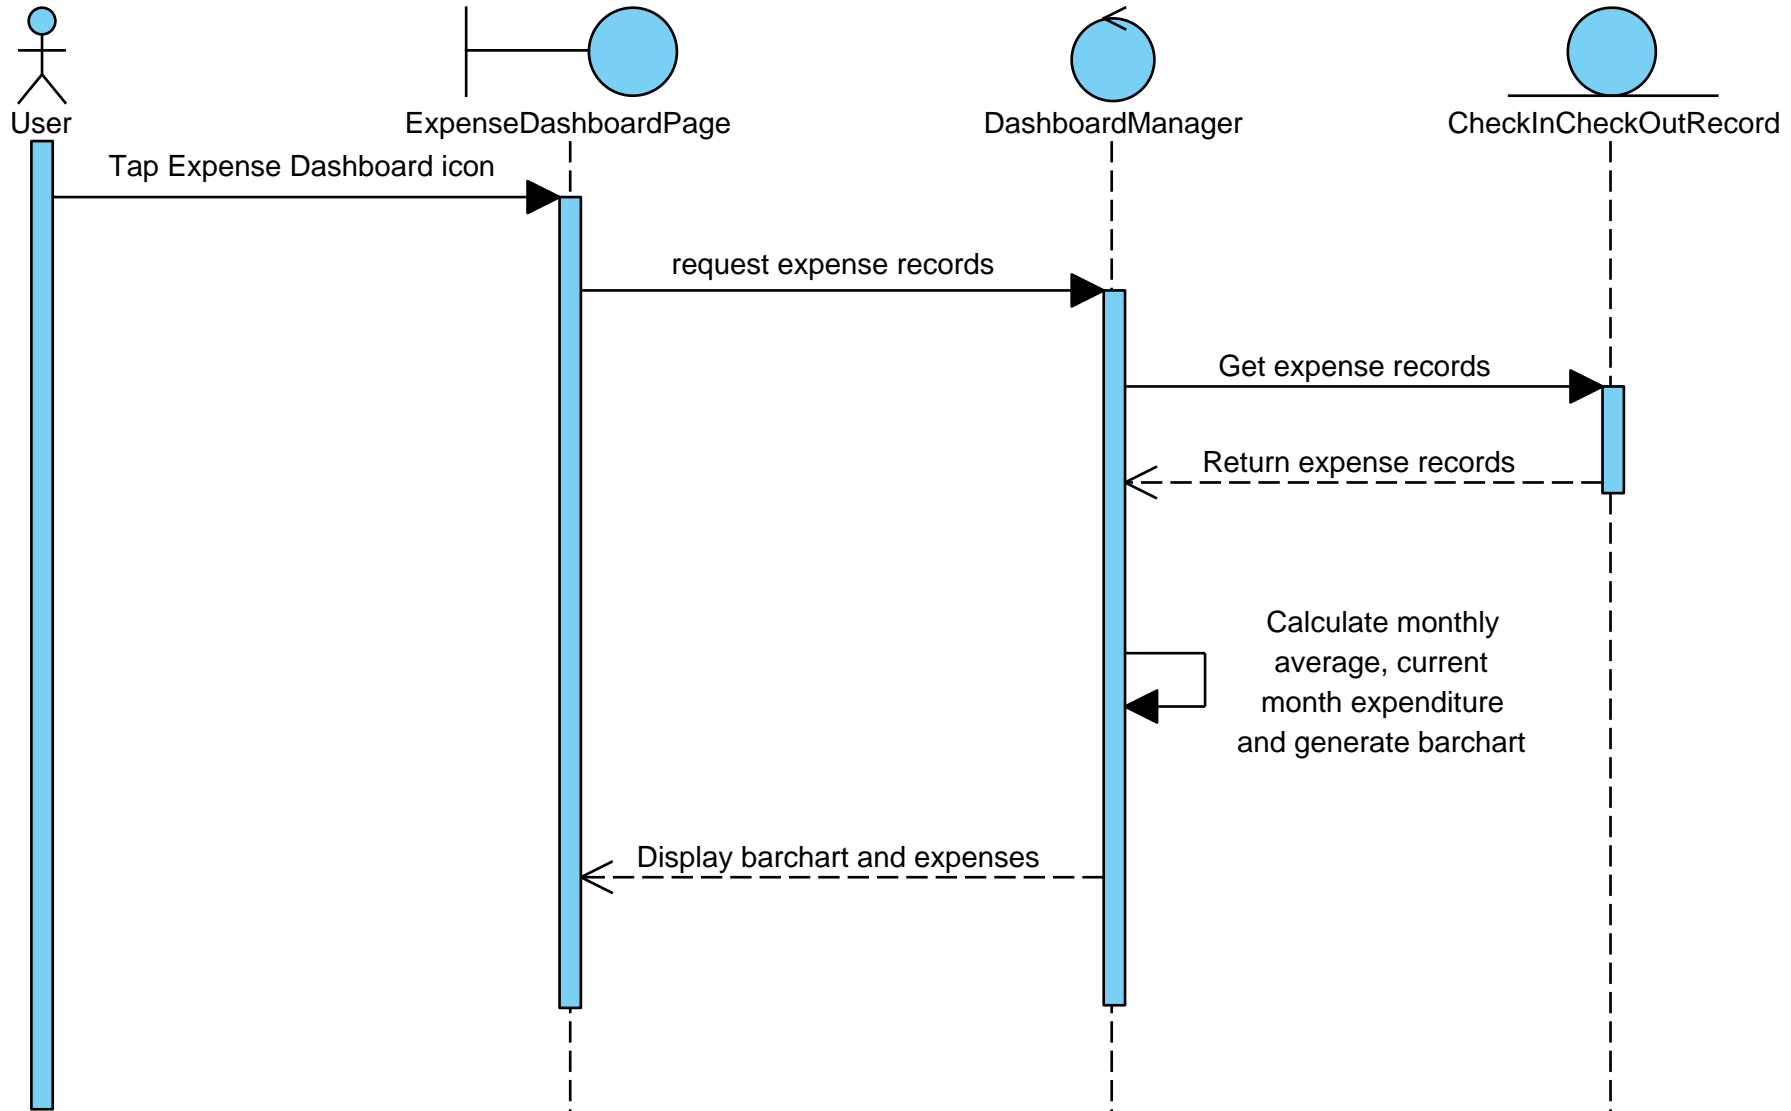 User
ExpenseDashboardPage
DashboardManager
CheckInCheckOutRecord
Tap Expense Dashboard icon
request expense records
Get expense records
Return expense records
Calculate monthly
average, current
month expenditure
and generate barchart
Display barchart and expenses